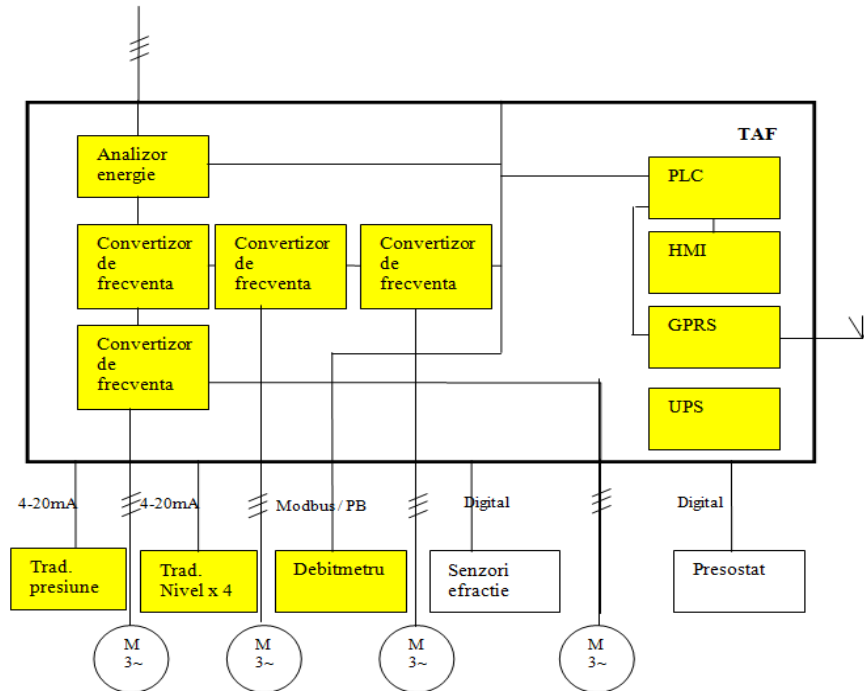 TAF
Analizor
energie
PLC
Convertizor
de
frecventa
Convertizor
de
frecventa
Convertizor
de
frecventa
HMI
GPRS
Convertizor
de
frecventa
UPS
4-20mA
4-20mA
Modbus / PB
Digital
Digital
Trad.
presiune
Trad.
Nivel x 4
Debitmetru
Senzori
efractie
Presostat
M
3~
M
3~
M
3~
M
3~